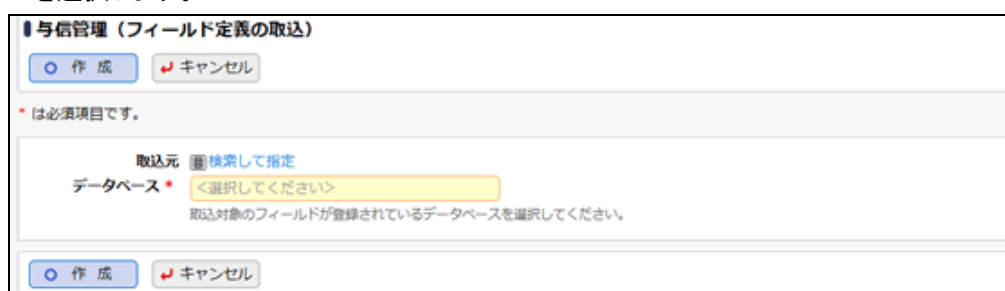 与信管理（フィールド定義の取込）
作 成 キャンセル
* は必須項目です。
取込元 検索して指定
データベース * <選択してください>
取込対象のフィールドが登録されているデータベースを選択してください。
作 成 キャンセル